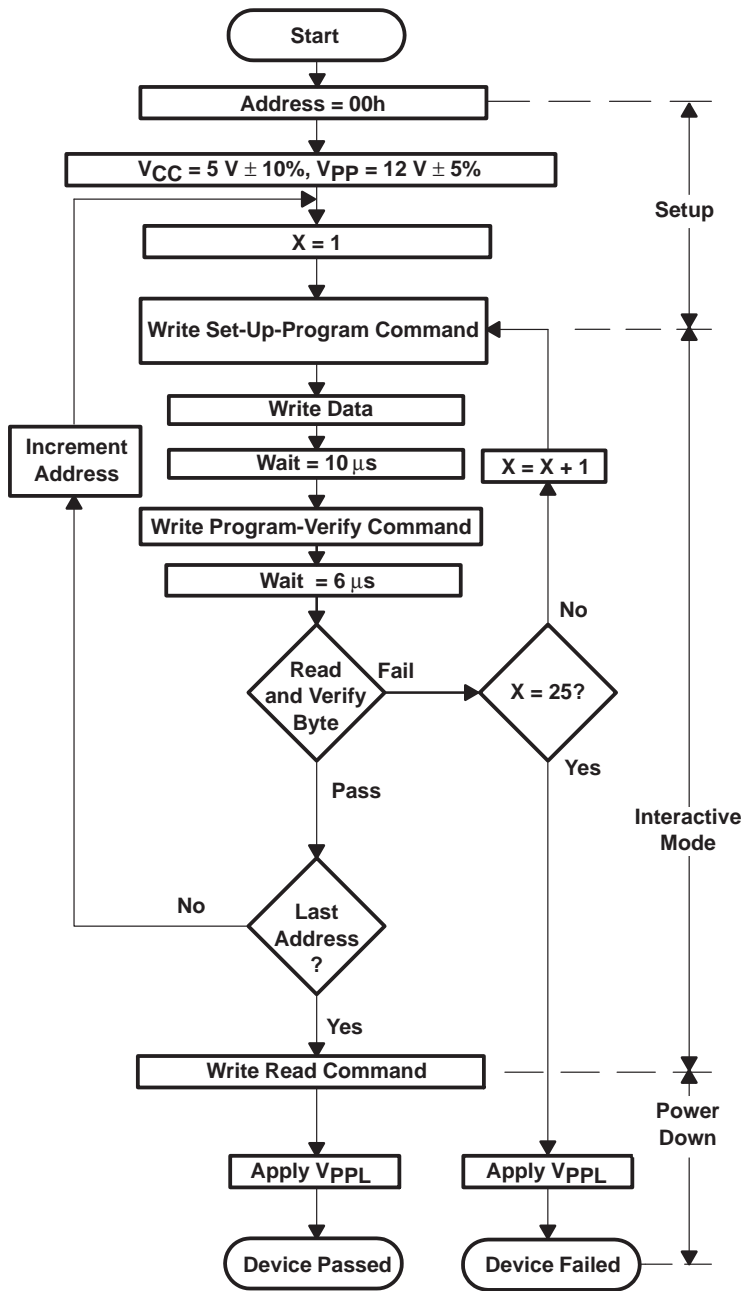 Start
Address = 00h
VCC = 5 V ± 10%, VPP = 12 V ± 5%
Setup
X = 1
Write Set-Up-Program Command
Write Data
Increment
Address
Wait = 10 μs
X = X + 1
Write Program-Verify Command
Wait = 6 μs
No
Read
and Verify
Byte
Fail
X = 25?
Yes
Pass
Interactive
Mode
No
Last
Address
?
Yes
Write Read Command
Power
Down
Apply VPPL
Apply VPPL
Device Passed
Device Failed